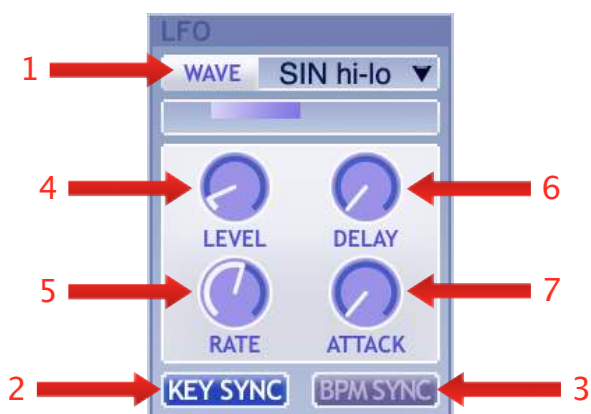 LFO
1 WAVE SIN hi-lo ▼
4 6
LEVEL DELAY
5 7
RATE ATTACK
2 KEY SYNC BPM SYNC 3